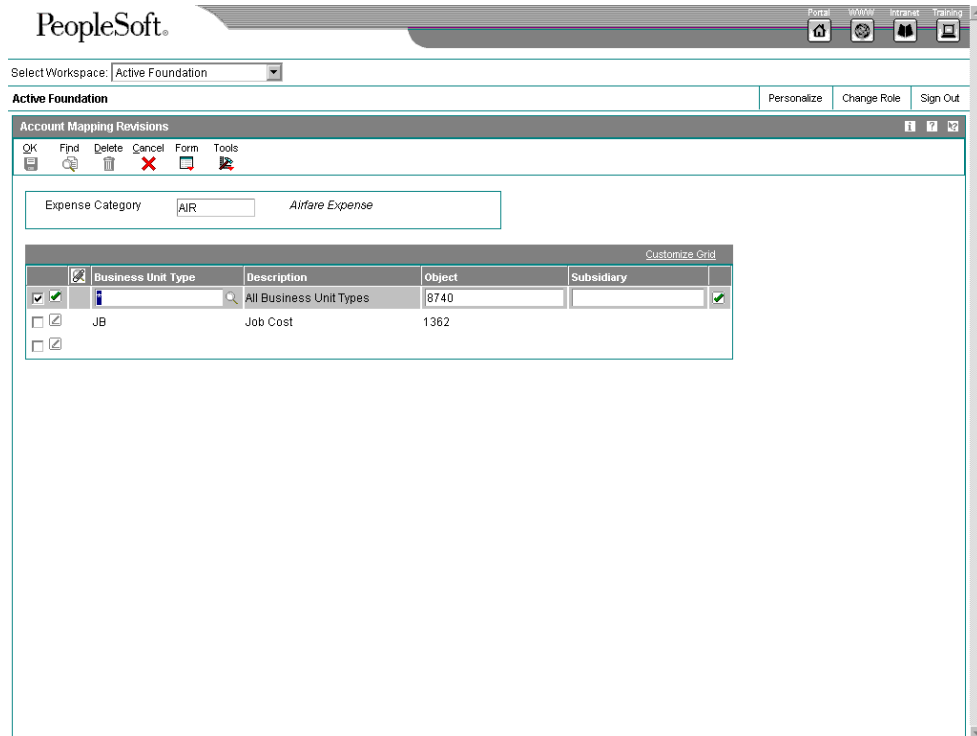 Portal WWW Intranet Training
PeopleSoft®
Select Workspace: Active Foundation
Active Foundation Personalize Change Role Sign Out
Account Mapping Revisions i ? ?
OK Find Delete Cancel Form Tools
Expense Category AIR Airfare Expense
Customize Grid
Business Unit Type Description Object Subsidiary
* All Business Unit Types 8740
JB Job Cost 1362